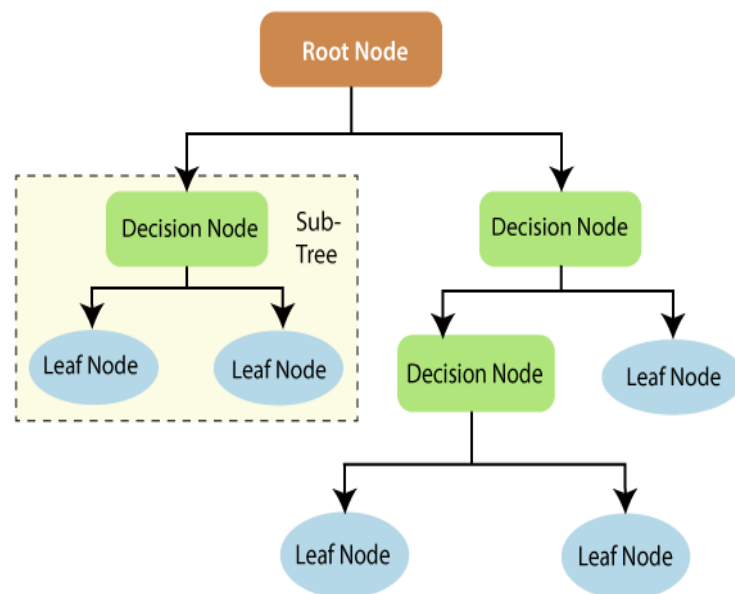 Root Node
Decision Node
Sub-
Tree
Decision Node
Leaf Node
Leaf Node
Decision Node
Leaf Node
Leaf Node
Leaf Node